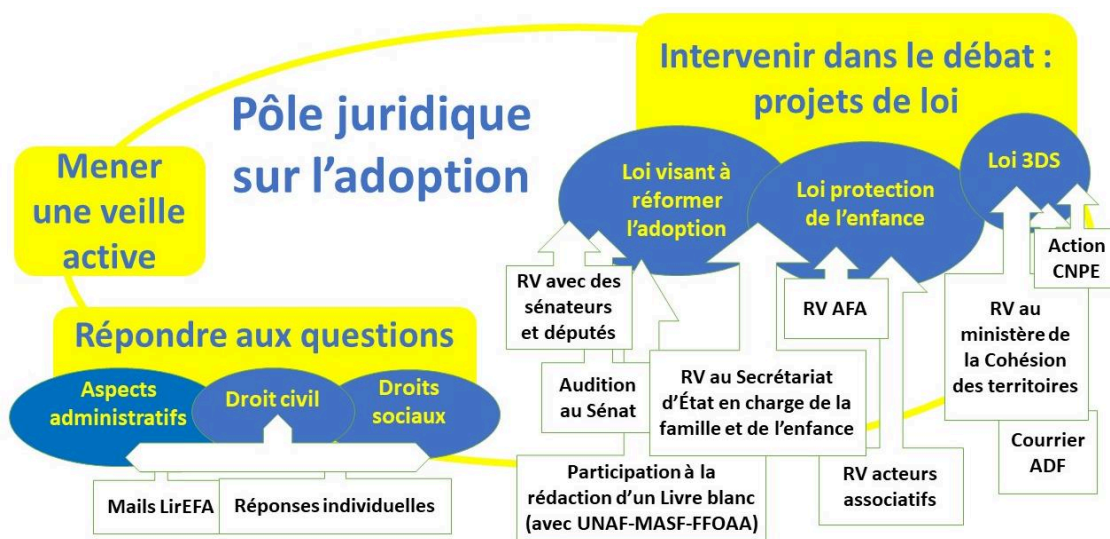 Pôle juridique
sur l'adoption
Mener
une veille
active
Répondre aux questions
Aspects
administratifs
Droit civil
Droits
sociaux
Mails LirEFA
Réponses individuelles
Intervenir dans le débat :
projets de loi
Loi visant à
réformer
l'adoption
Loi protection
de l'enfance
Loi 3DS
RV avec des
sénateurs
et députés
Audition
au Sénat
Participation à la
rédaction d'un Livre blanc
(avec UNAF-MASF-FFOAA)
RV au Secrétariat
d'État en charge de la
famille et de l'enfance
RV AFA
RV acteurs
associatifs
RV au
ministère de
la Cohésion
des territoires
Action
CNPE
Courrier
ADF